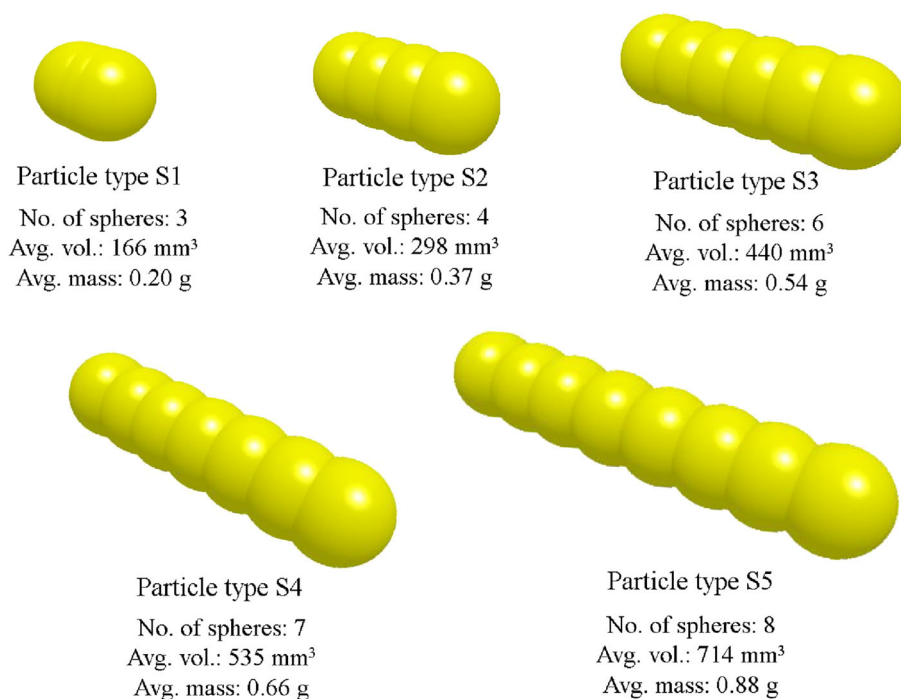 Particle type S1
No. of spheres: 3
Avg. vol.: 166 mm³
Avg. mass: 0.20 g
Particle type S2
No. of spheres: 4
Avg. vol.: 298 mm³
Avg. mass: 0.37 g
Particle type S3
No. of spheres: 6
Avg. vol.: 440 mm³
Avg. mass: 0.54 g
Particle type S4
No. of spheres: 7
Avg. vol.: 535 mm³
Avg. mass: 0.66 g
Particle type S5
No. of spheres: 8
Avg. vol.: 714 mm³
Avg. mass: 0.88 g